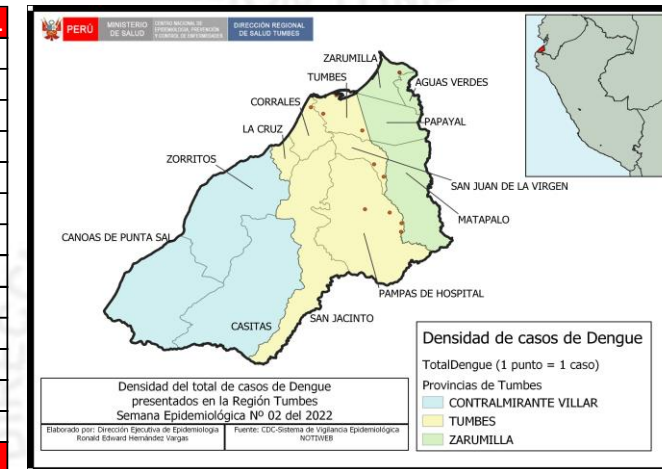 PERÚ
MINISTERIO
DE SALUD
CENTRO NACIONAL DE
EPIDEMIOLOGÍA, PREVENCIÓN
Y CONTROL DE ENFERMEDADES
DIRECCIÓN REGIONAL
DE SALUD TUMBES
ZARUMILLA
TUMBES
AGUAS VERDES
CORRALES
PAPAYAL
LA CRUZ
ZORRITOS
SAN JUAN DE LA VIRGEN
MATAPALO
CANOAS DE PUNTA SAL
PAMPAS DE HOSPITAL
SAN JACINTO
CASITAS
Densidad de casos de Dengue
TotalDengue (1 punto = 1 caso)
Provincias de Tumbes
CONTRALMIRANTE VILLAR
TUMBES
ZARUMILLA
Densidad del total de casos de Dengue
presentados en la Región Tumbes
Semana Epidemiológica Nº 02 del 2022
Elaborado por: Dirección Ejecutiva de Epidemiologia
Ronald Edward Hernández Vargas
Fuente: CDC-Sistema de Vigilancia Epidemiológica
NOTIWEB